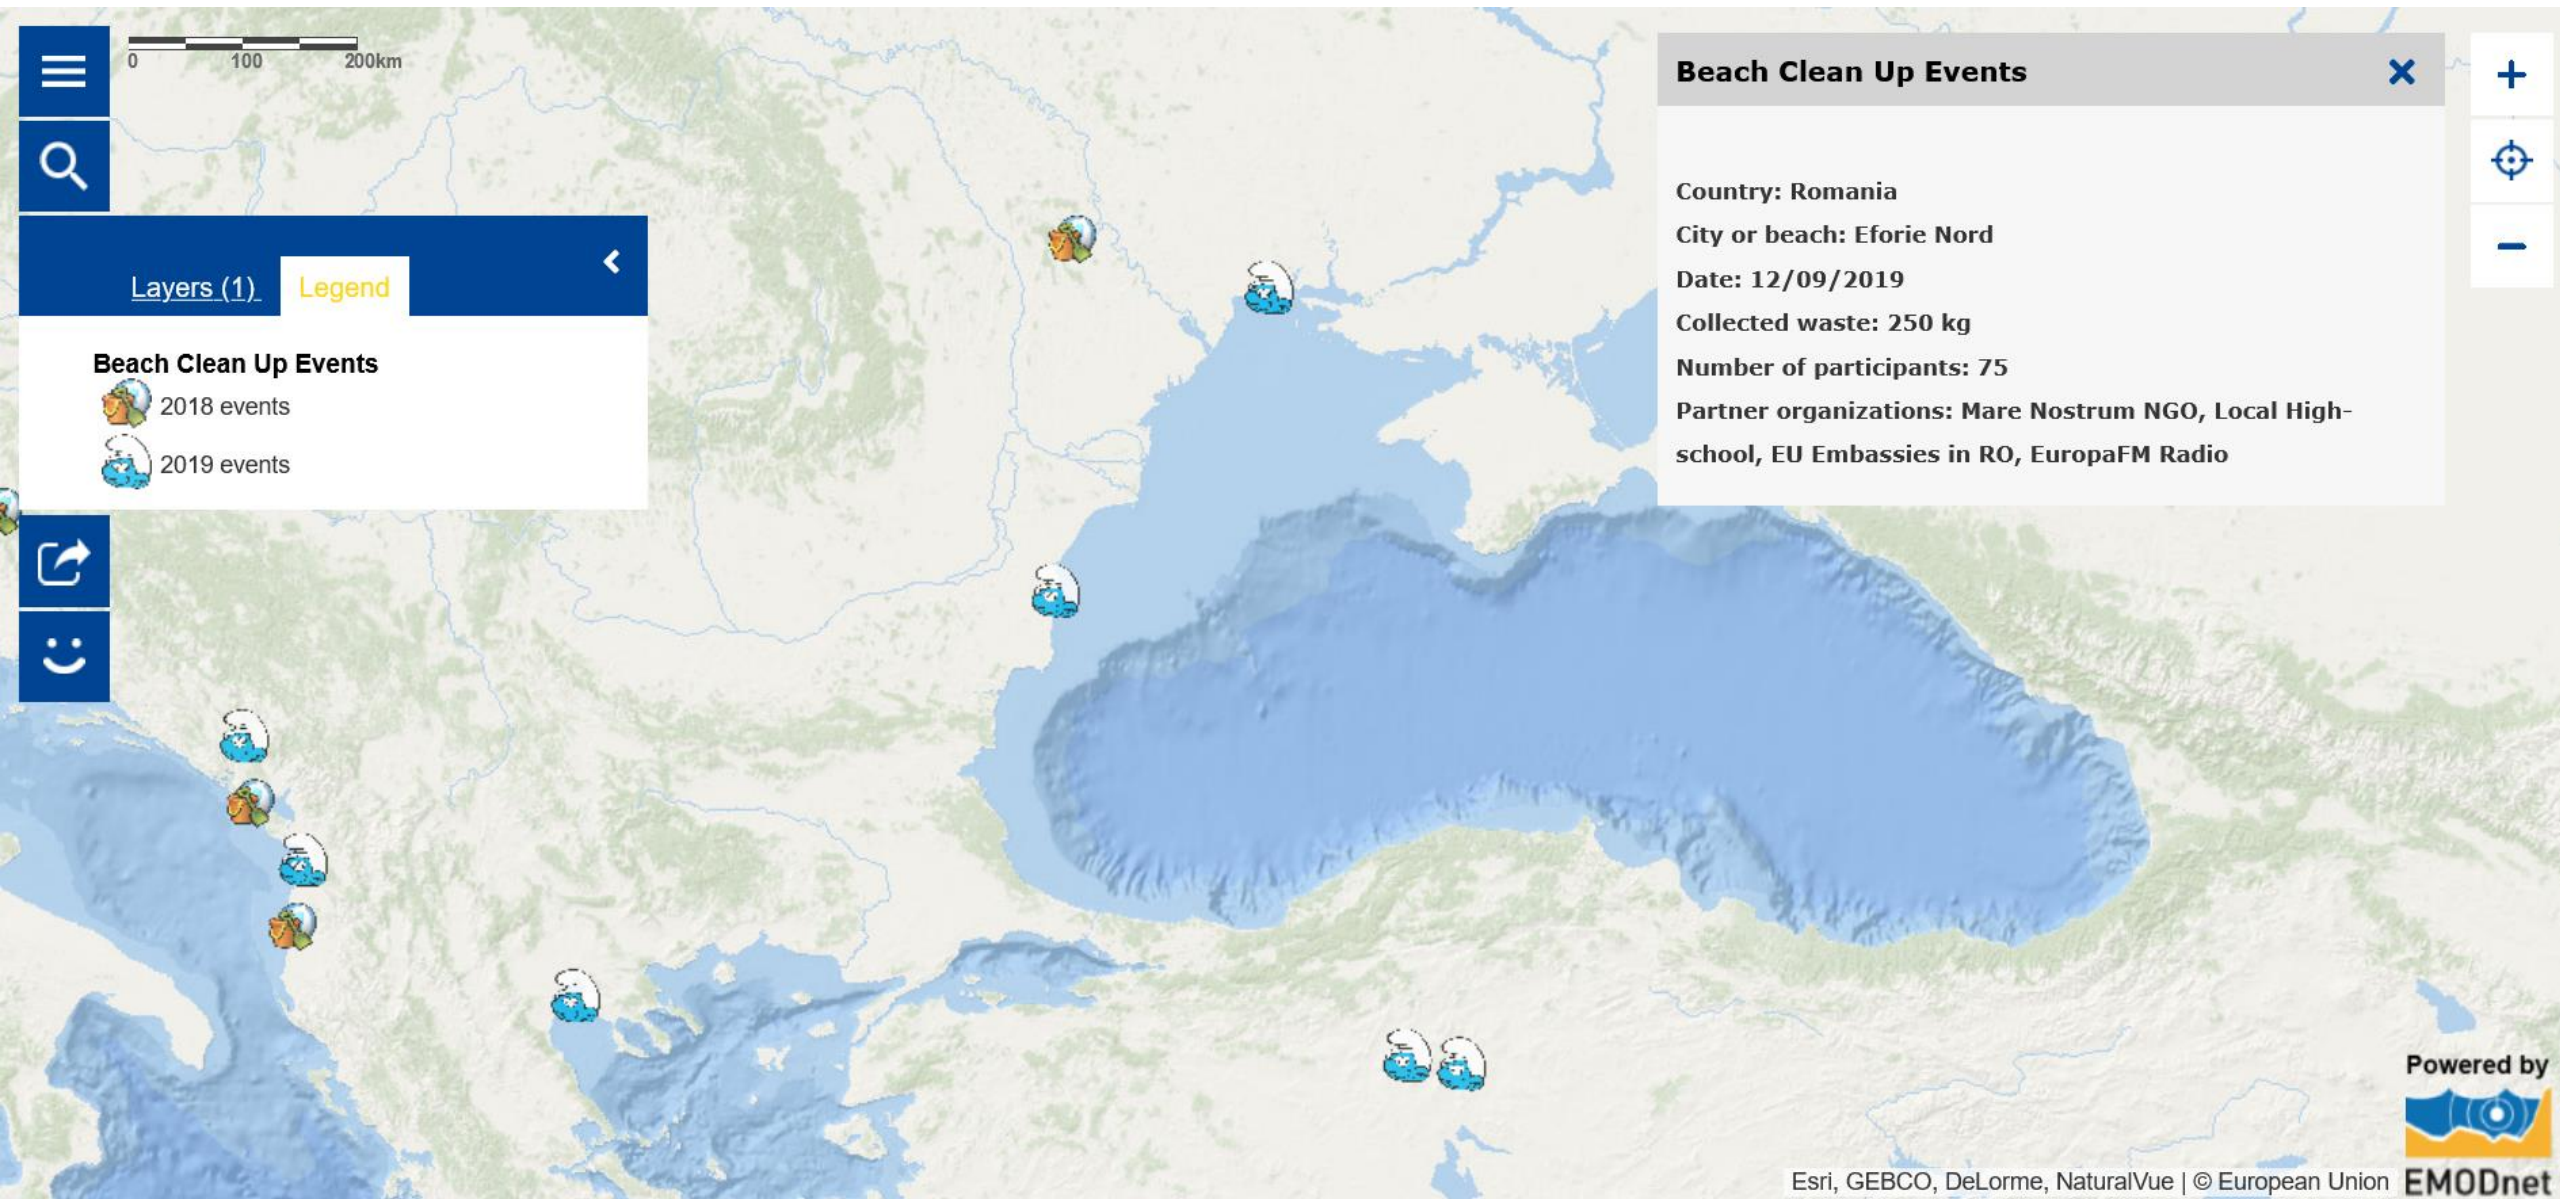 0 100 200km
Layers (1) Legend
Beach Clean Up Events
2018 events
2019 events
Beach Clean Up Events
Country: Romania
City or beach: Eforie Nord
Date: 12/09/2019
Collected waste: 250 kg
Number of participants: 75
Partner organizations: Mare Nostrum NGO, Local High-
school, EU Embassies in RO, EuropaFM Radio
Powered by
EMODnet
Esri, GEBCO, DeLorme, NaturalVue | © European Union